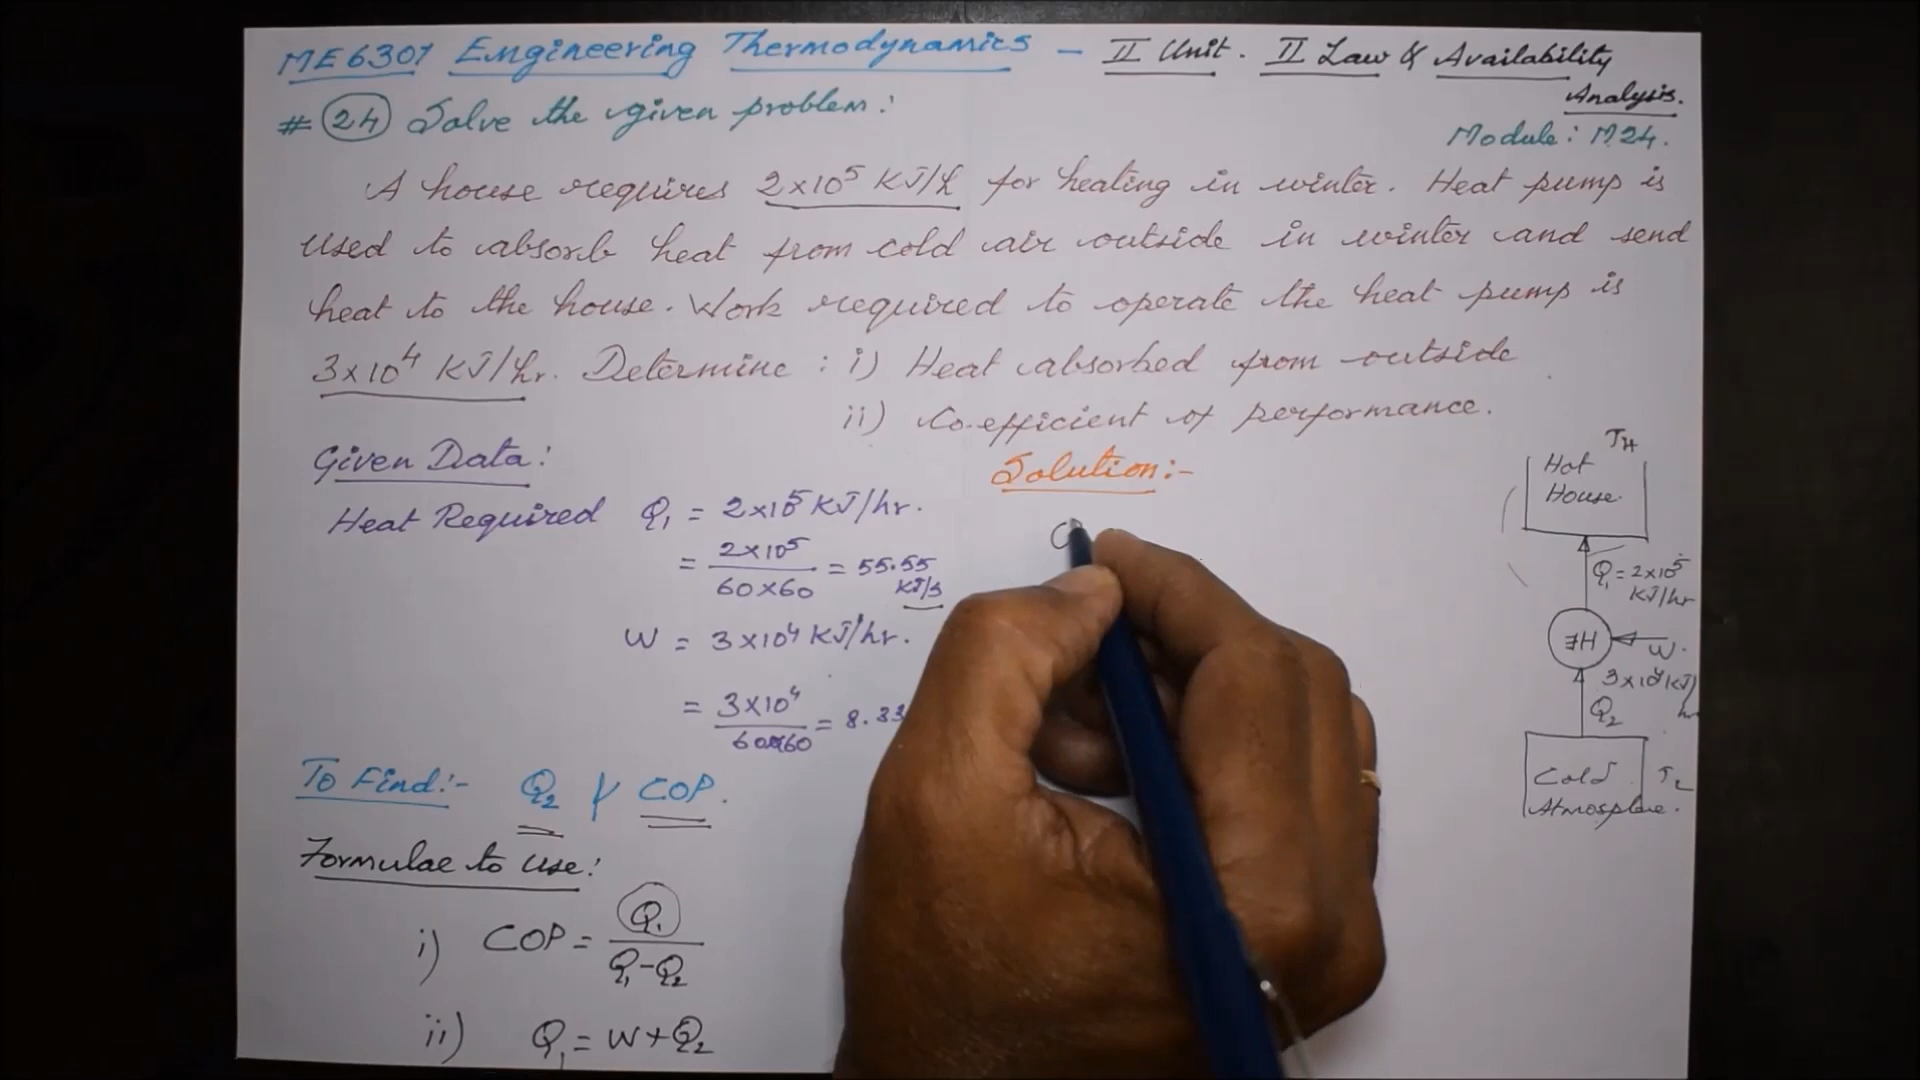 ME6301 Engineering Thermodynamics - II Unit. II Law & Availability
Analysis.
# 24 Solve the given problem:
Module: M24.
A house requires 2×10⁵ KJ/h for heating in winter. Heat pump is
used to absorb heat from cold air outside in winter and send
heat to the house. Work required to operate the heat pump is
3×10⁴ KJ/hr. Determine: i) Heat absorbed from outside
ii) Co.efficient of performance.
Given Data:
Heat Required Q₁ = 2×10⁵ KJ/hr.
= 2×10⁵ / 60×60 = 55.55 KJ/s
W = 3×10⁴ KJ/hr.
= 3×10⁴ / 60×60 = 8.33
To Find:- Q₂ & COP.
Formulae to use:
i) COP = Q₁ / Q₁-Q₂
ii) Q₁ = W+Q₂
Solution:-
T_H
Hot
House.
Q₁ = 2×10⁵
KJ/hr
W.
3×10⁴ KJ/
hr
Q₂
Cold
Atmosphere.
T_L